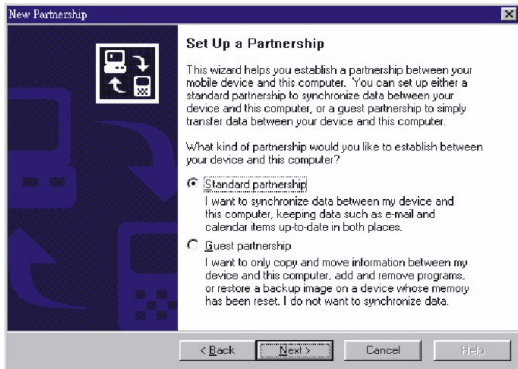 New Partnership
Set Up a Partnership
This wizard helps you establish a partnership between your
mobile device and this computer. You can set up either a
standard partnership to synchronize data between your
device and this computer, or a guest partnership to simply
transfer data between your device and this computer.
What kind of partnership would you like to establish between
your device and this computer?
Standard partnership
I want to synchronize data between my device and
this computer, keeping data such as e-mail and
calendar items up-to-date in both places.
Guest partnership
I want to only copy and move information between my
device and this computer, add and remove programs,
or restore a backup image on a device whose memory
has been reset. I do not want to synchronize data.
< Back Next > Cancel Help